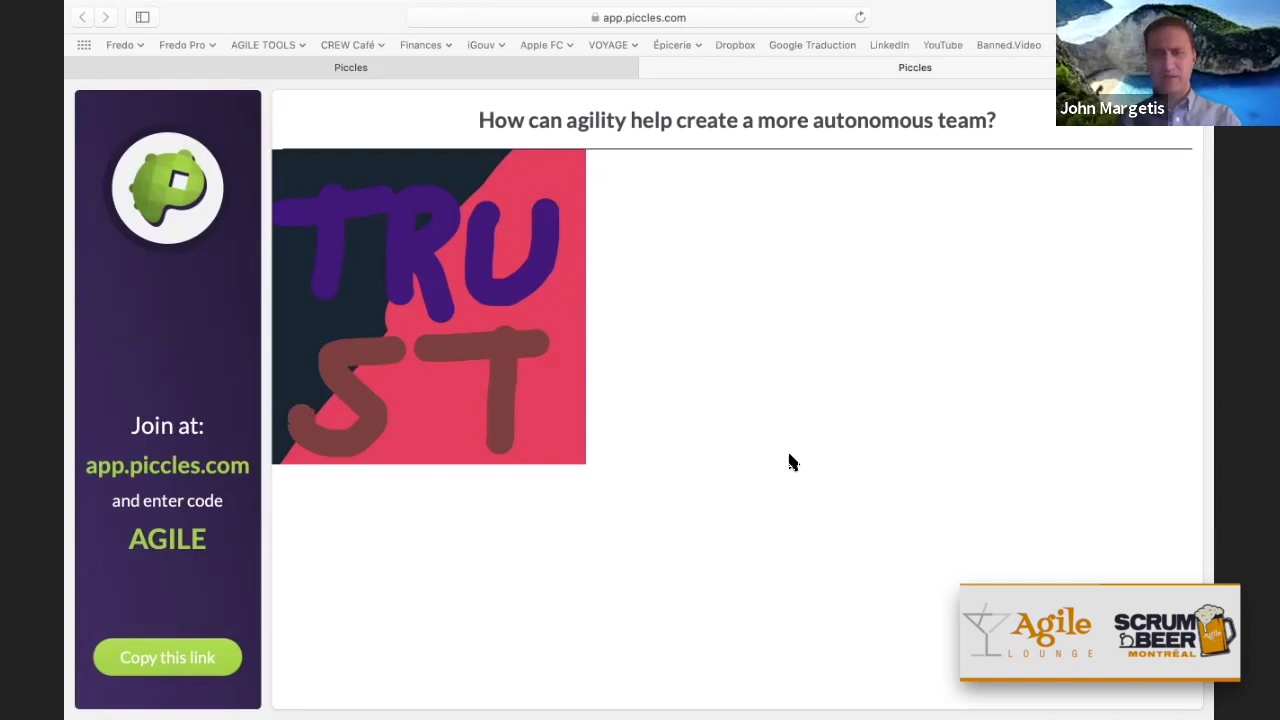 app.piccles.com
Fredo Fredo Pro AGILE TOOLS CREW Café Finances iGouv Apple FC VOYAGE Épicerie Dropbox Google Traduction LinkedIn YouTube Banned.Video
Piccles Piccles
John Margetis
How can agility help create a more autonomous team?
TRU
ST
Join at:
app.piccles.com
and enter code
AGILE
Copy this link
Agile
LOUNGE
SCRUM
BEER
MONTRÉAL
Agile